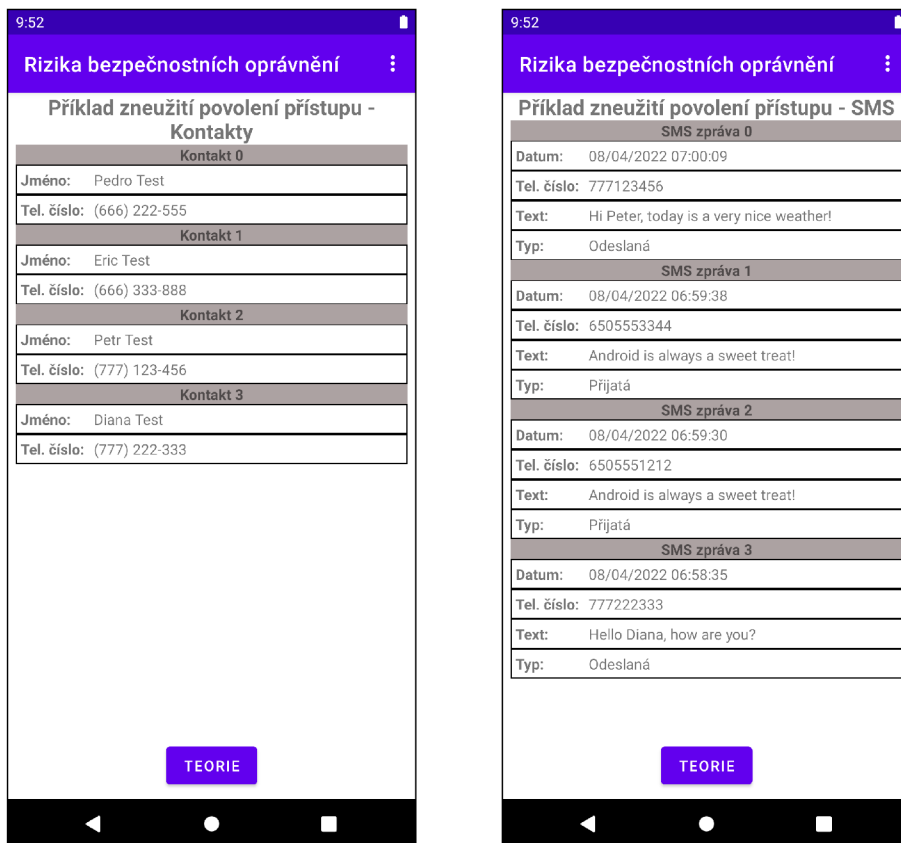 9:52
Rizika bezpečnostních oprávnění
Příklad zneužití povolení přístupu -
Kontakty
Kontakt 0
Jméno: Pedro Test
Tel. číslo: (666) 222-555
Kontakt 1
Jméno: Eric Test
Tel. číslo: (666) 333-888
Kontakt 2
Jméno: Petr Test
Tel. číslo: (777) 123-456
Kontakt 3
Jméno: Diana Test
Tel. číslo: (777) 222-333
TEORIE
9:52
Rizika bezpečnostních oprávnění
Příklad zneužití povolení přístupu - SMS
SMS zpráva 0
Datum: 08/04/2022 07:00:09
Tel. číslo: 777123456
Text: Hi Peter, today is a very nice weather!
Typ: Odeslaná
SMS zpráva 1
Datum: 08/04/2022 06:59:38
Tel. číslo: 6505553344
Text: Android is always a sweet treat!
Typ: Přijatá
SMS zpráva 2
Datum: 08/04/2022 06:59:30
Tel. číslo: 6505551212
Text: Android is always a sweet treat!
Typ: Přijatá
SMS zpráva 3
Datum: 08/04/2022 06:58:35
Tel. číslo: 777222333
Text: Hello Diana, how are you?
Typ: Odeslaná
TEORIE